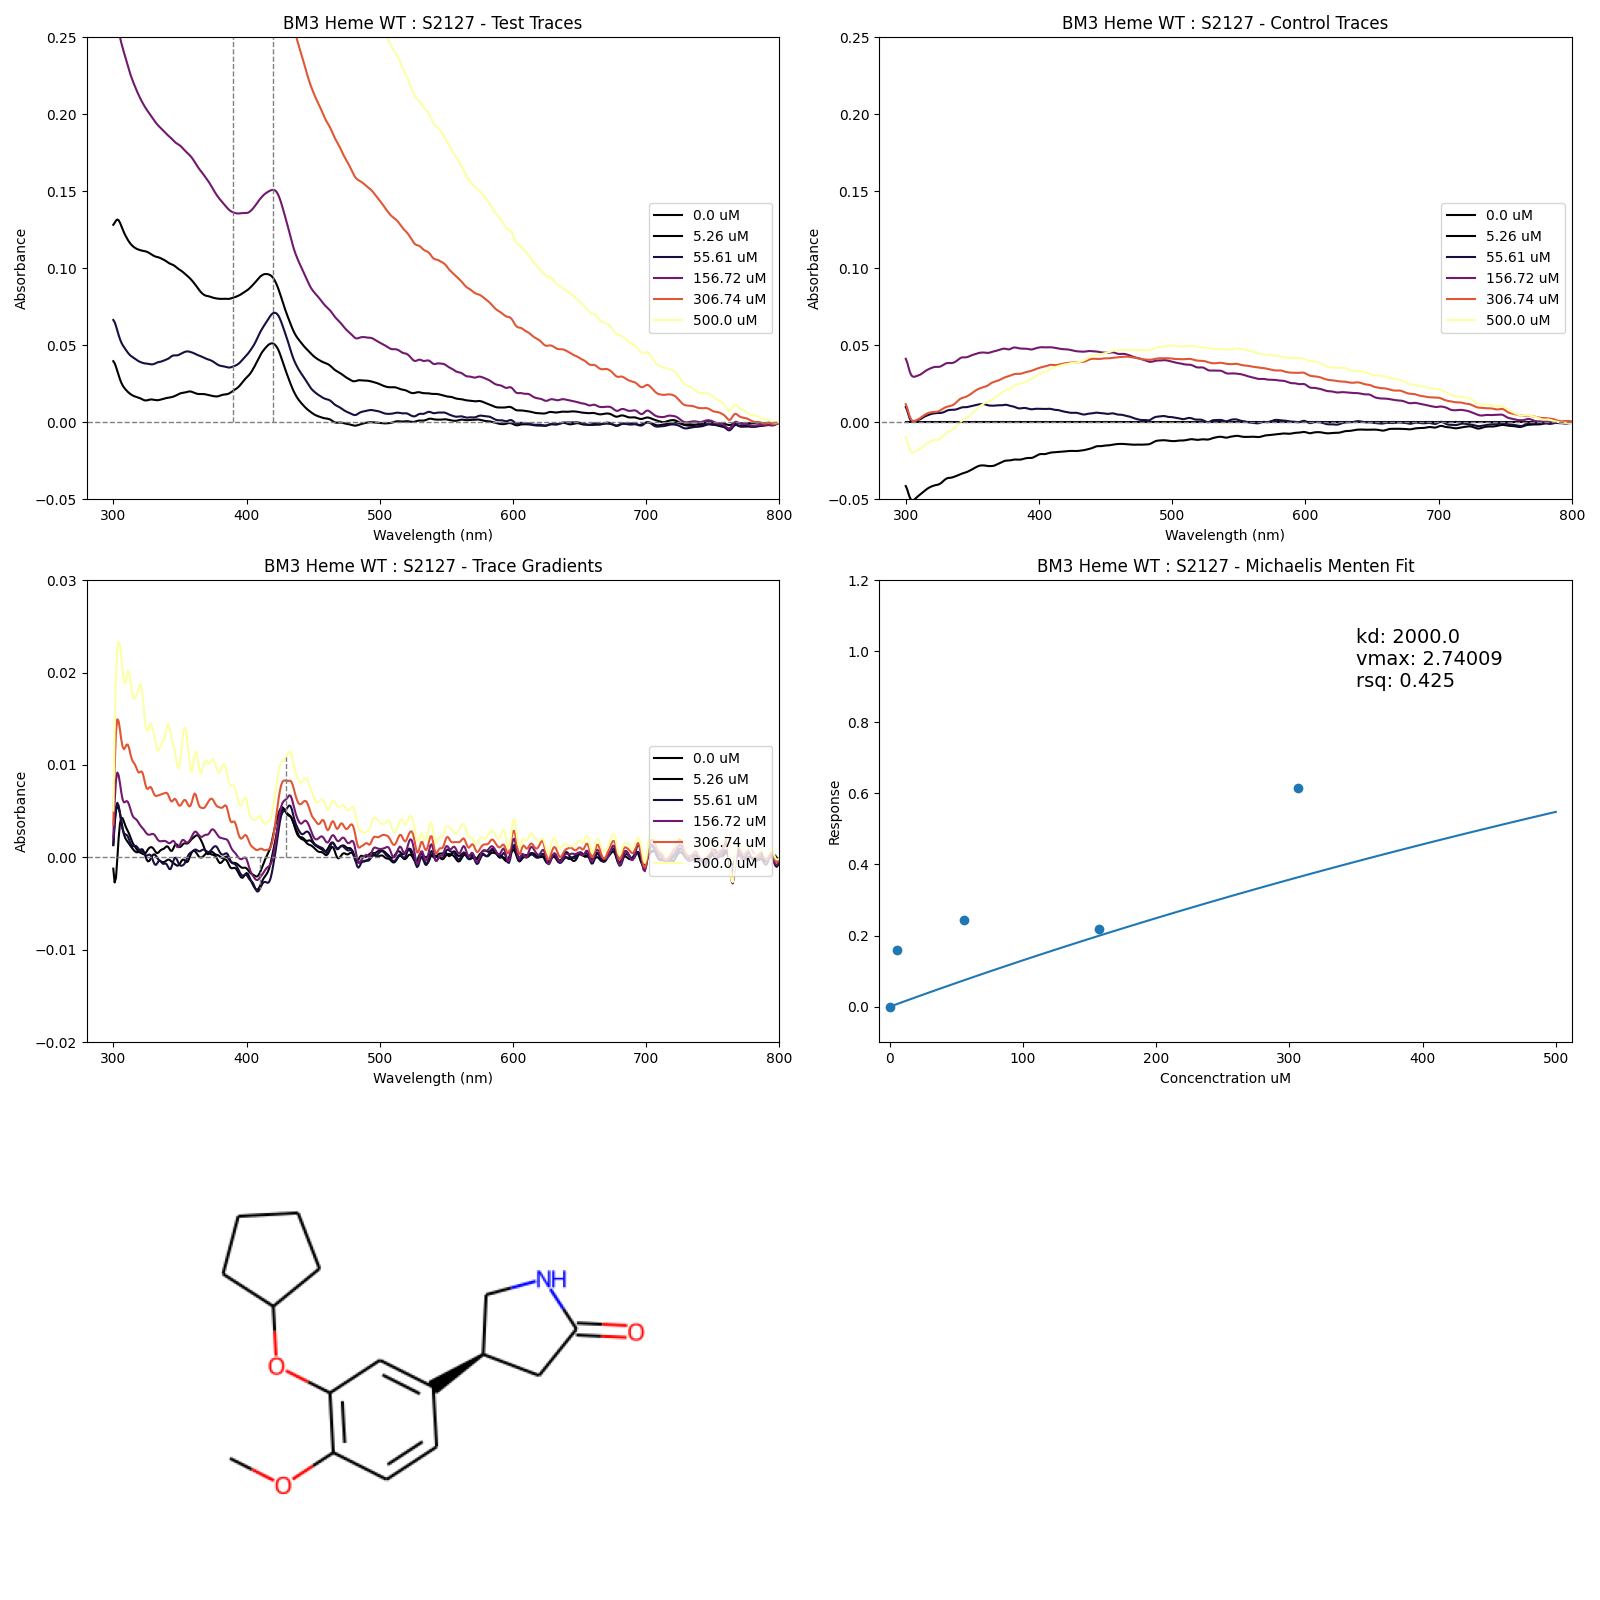 BM3 Heme WT : S2127 - Test Traces
0.25
0.20
0.15
0.10
0.05
0.00
−0.05
Absorbance
300 400 500 600 700 800
Wavelength (nm)
0.0 uM
5.26 uM
55.61 uM
156.72 uM
306.74 uM
500.0 uM
BM3 Heme WT : S2127 - Control Traces
0.25
0.20
0.15
0.10
0.05
0.00
−0.05
Absorbance
300 400 500 600 700 800
Wavelength (nm)
0.0 uM
5.26 uM
55.61 uM
156.72 uM
306.74 uM
500.0 uM
BM3 Heme WT : S2127 - Trace Gradients
0.03
0.02
0.01
0.00
−0.01
−0.02
Absorbance
300 400 500 600 700 800
Wavelength (nm)
0.0 uM
5.26 uM
55.61 uM
156.72 uM
306.74 uM
500.0 uM
BM3 Heme WT : S2127 - Michaelis Menten Fit
1.2
1.0
0.8
0.6
0.4
0.2
0.0
Response
0 100 200 300 400 500
Concenctration uM
kd: 2000.0
vmax: 2.74009
rsq: 0.425
NH
O
O
O